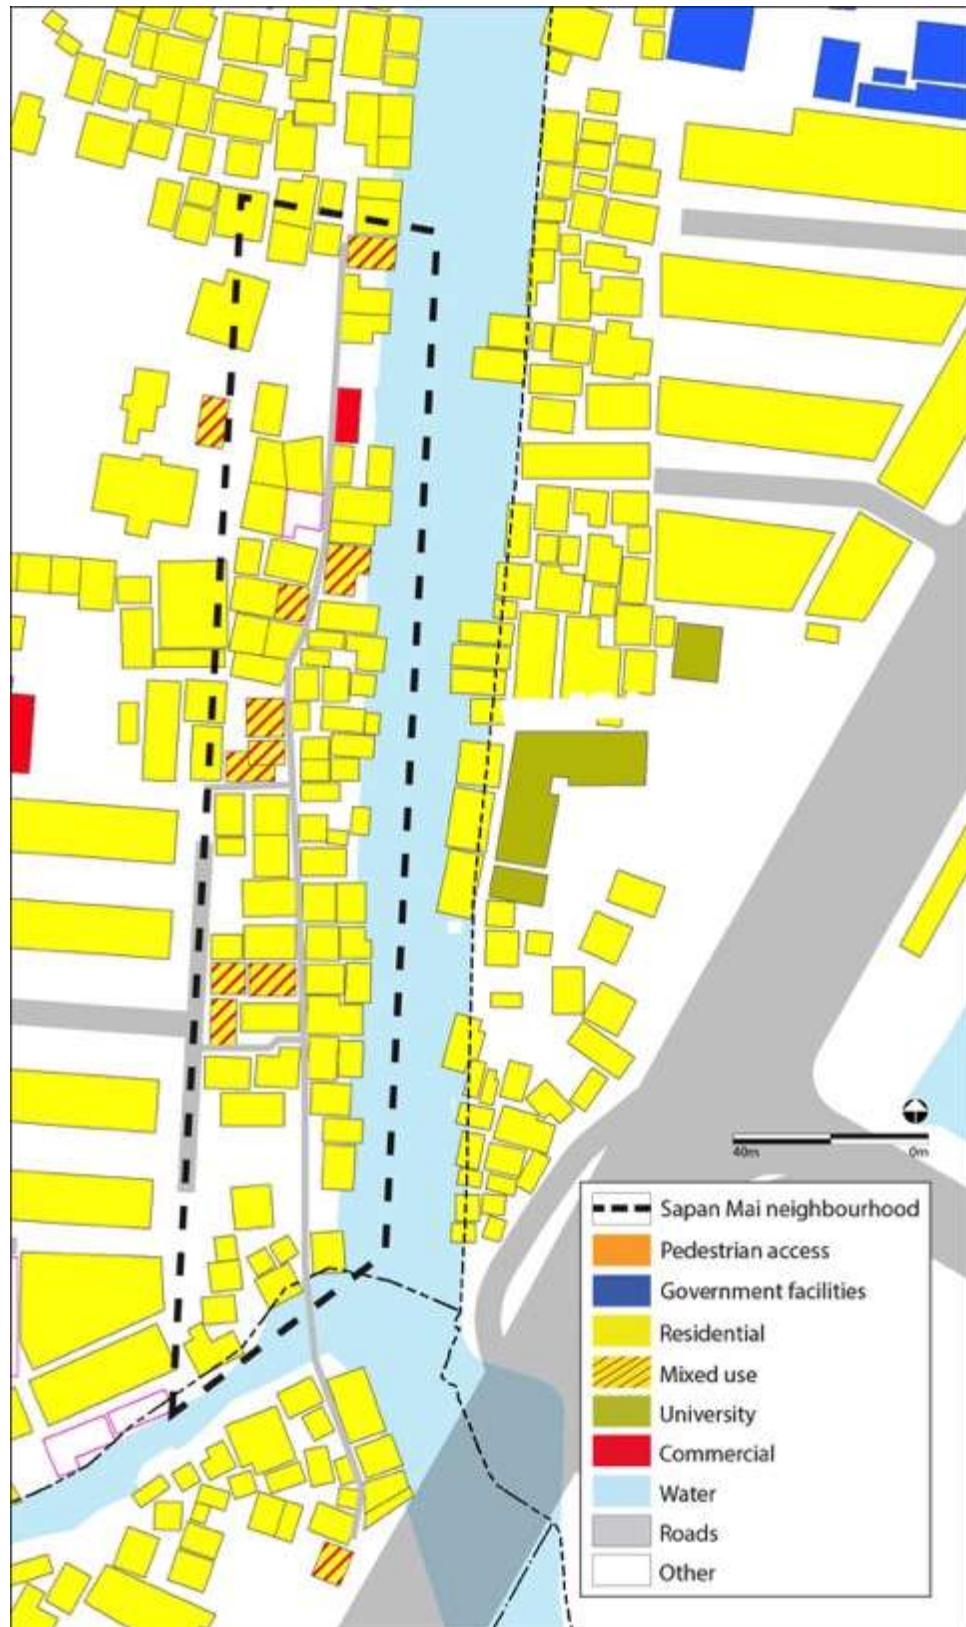 40m 0m
Sapan Mai neighbourhood
Pedestrian access
Government facilities
Residential
Mixed use
University
Commercial
Water
Roads
Other